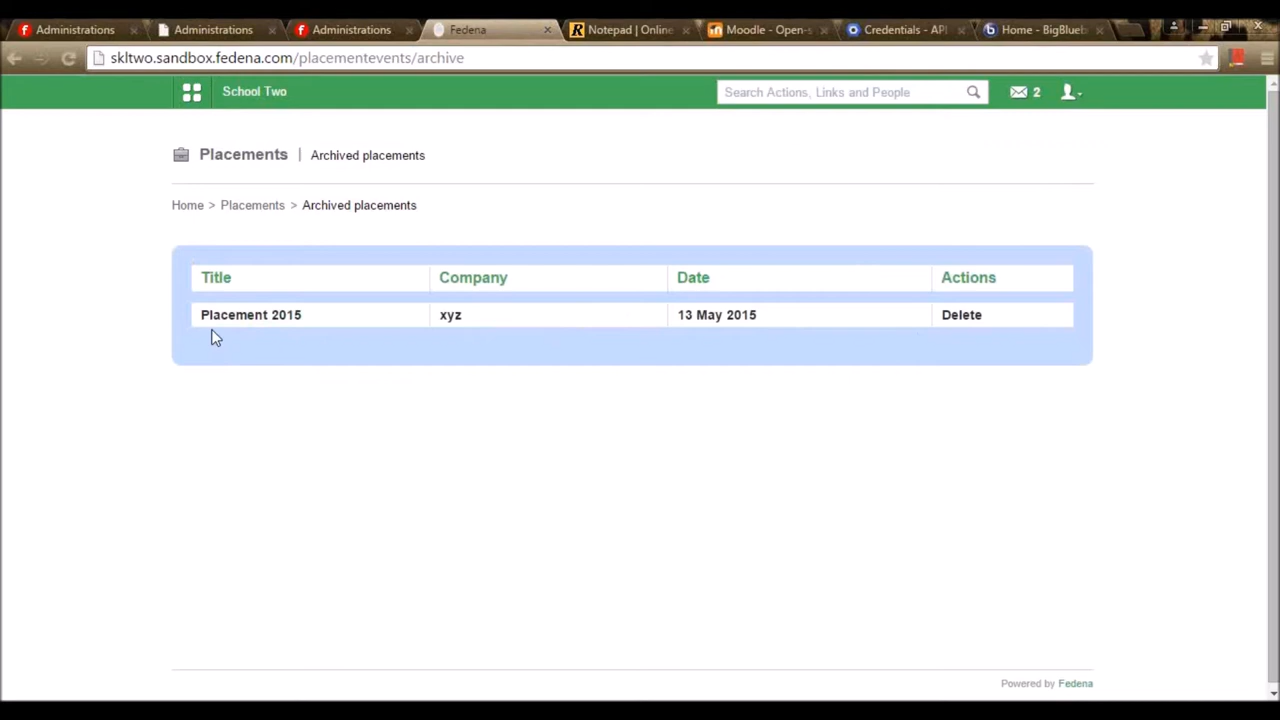 Administrations
Administrations
Administrations
Fedena
Notepad | Online
Moodle - Open-s
Credentials - API
Home - BigBlueb
skltwo.sandbox.fedena.com/placementevents/archive
School Two
Search Actions, Links and People
2
Placements | Archived placements
Home > Placements > Archived placements
Title Company Date Actions
Placement 2015 xyz 13 May 2015 Delete
Powered by Fedena